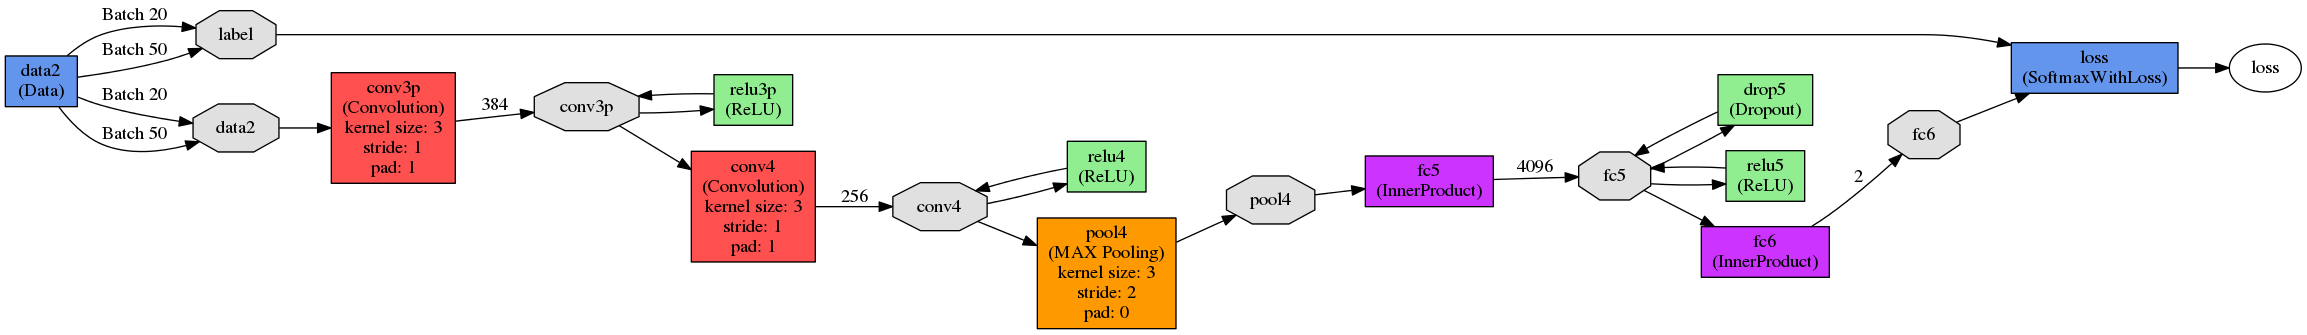 Batch 20
label
Batch 50
data2
(Data)
Batch 20
Batch 50
data2
conv3p
(Convolution)
kernel size: 3
stride: 1
pad: 1
384
conv3p
relu3p
(ReLU)
conv4
(Convolution)
kernel size: 3
stride: 1
pad: 1
256
conv4
relu4
(ReLU)
pool4
(MAX Pooling)
kernel size: 3
stride: 2
pad: 0
pool4
fc5
(InnerProduct)
4096
fc5
drop5
(Dropout)
relu5
(ReLU)
fc6
(InnerProduct)
2
fc6
loss
(SoftmaxWithLoss)
loss